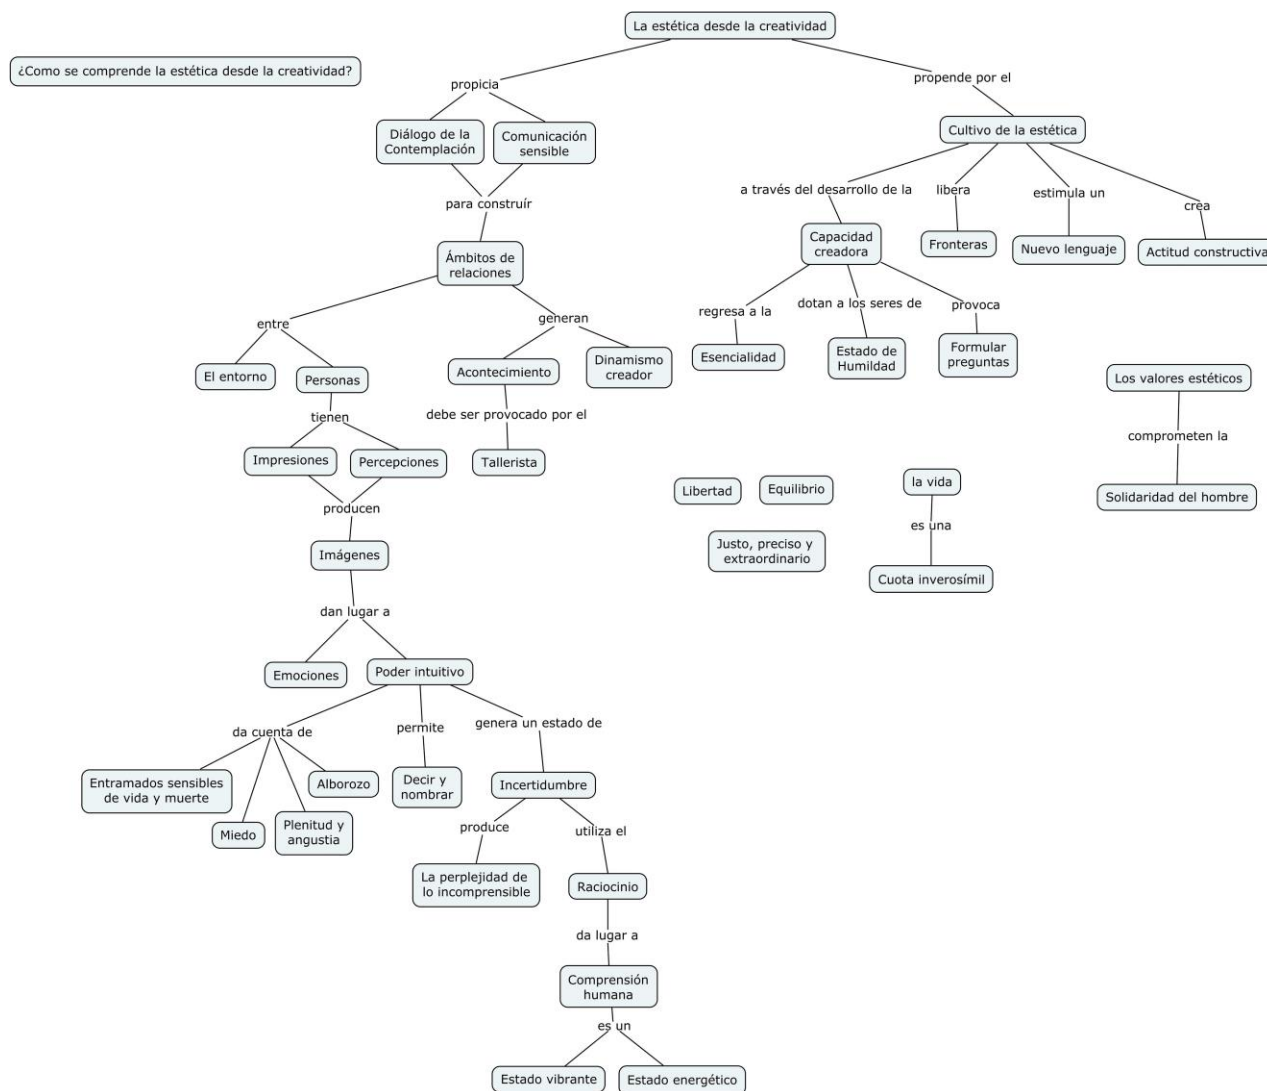 La estética desde la creatividad
¿Como se comprende la estética desde la creatividad?
propicia
propende por el
Diálogo de la
Contemplación
Comunicación
sensible
Cultivo de la estética
para construír
a través del desarrollo de la
libera
estimula un
crea
Ámbitos de
relaciones
Capacidad
creadora
Fronteras
Nuevo lenguaje
Actitud constructiva
entre
generan
regresa a la
dotan a los seres de
provoca
El entorno
Personas
Acontecimiento
Dinamismo
creador
Esencialidad
Estado de
Humildad
Formular
preguntas
Los valores estéticos
tienen
debe ser provocado por el
comprometen la
Impresiones
Percepciones
Tallerista
Libertad
Equilibrio
la vida
Solidaridad del hombre
producen
es una
Imágenes
Justo, preciso y
extraordinario
Cuota inverosímil
dan lugar a
Emociones
Poder intuitivo
da cuenta de
permite
genera un estado de
Entramados sensibles
de vida y muerte
Alborozo
Decir y
nombrar
Incertidumbre
Miedo
Plenitud y
angustia
produce
utiliza el
La perplejidad de
lo incomprensible
Raciocinio
da lugar a
Comprensión
humana
es un
Estado vibrante
Estado energético